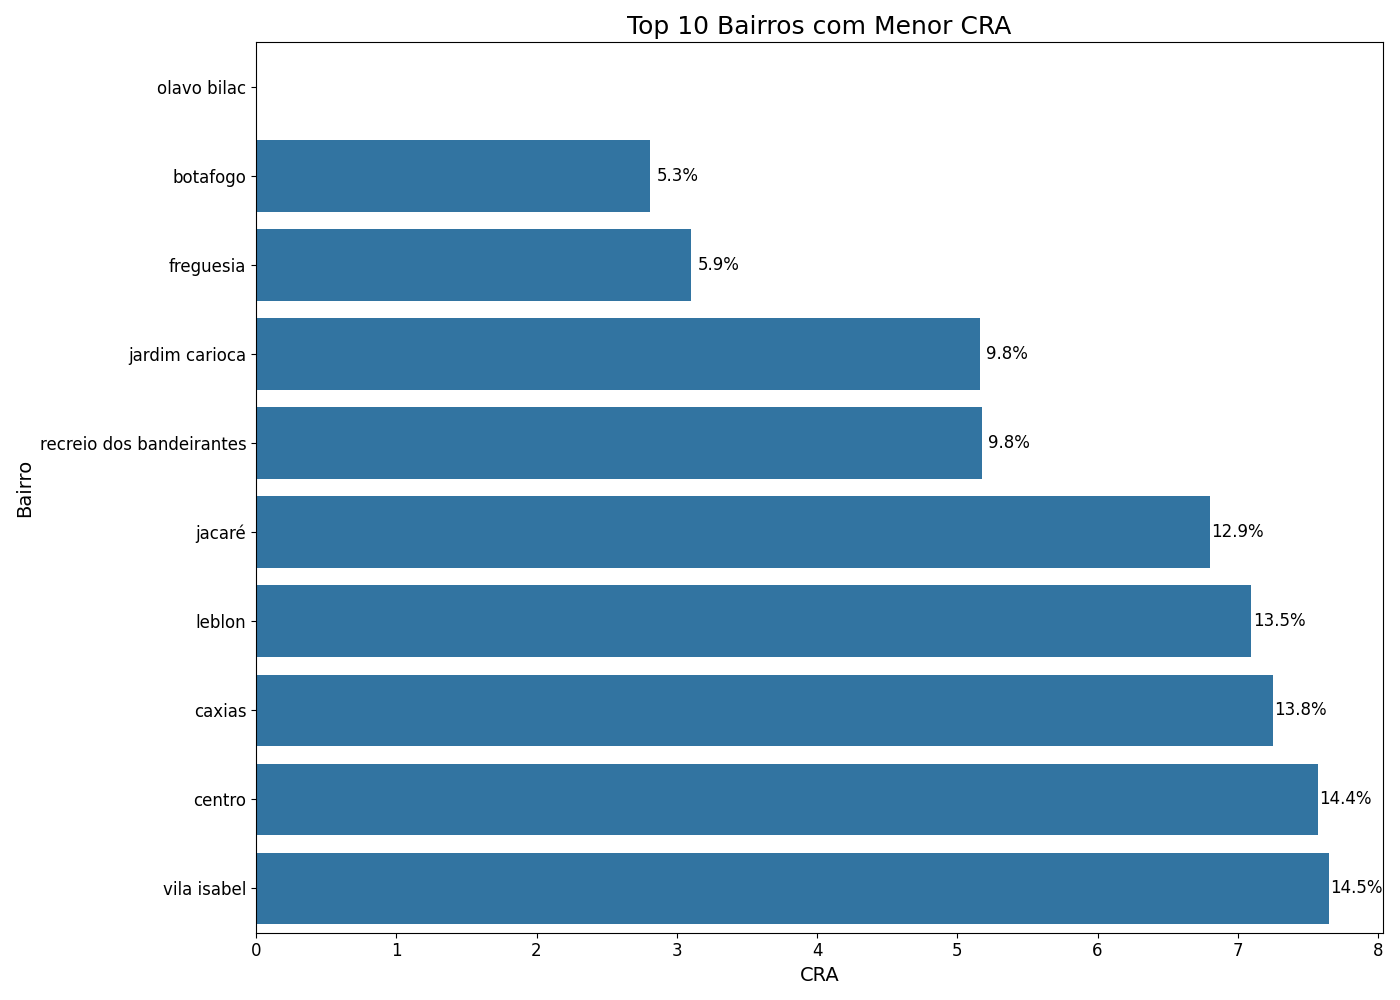 Top 10 Bairros com Menor CRA
olavo bilac
botafogo
5.3%
freguesia
5.9%
jardim carioca
9.8%
recreio dos bandeirantes
9.8%
jacaré
12.9%
leblon
13.5%
caxias
13.8%
centro
14.4%
vila isabel
14.5%
Bairro
0 1 2 3 4 5 6 7 8
CRA